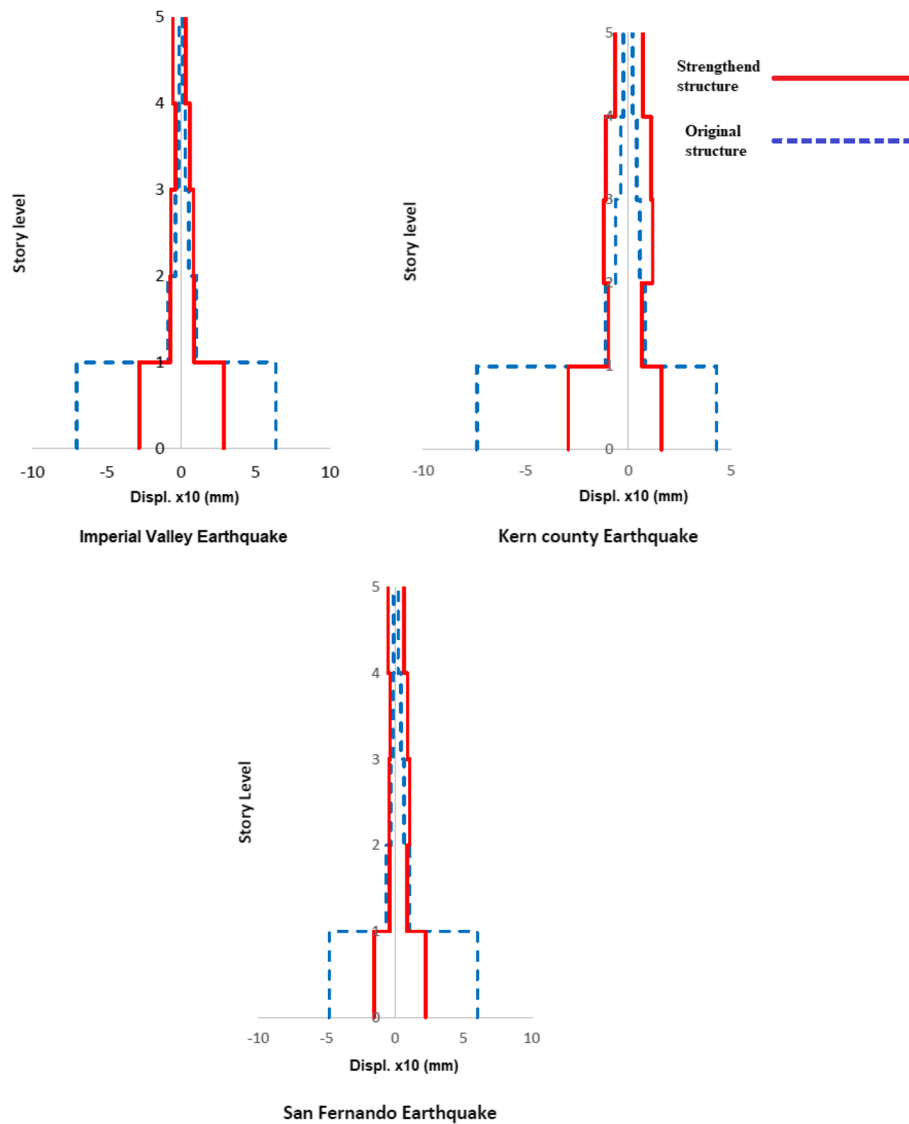 5
4
3
2
1
0
-10 -5 0 5 10
Story level
Displ. x10 (mm)
Imperial Valley Earthquake
5
4
3
2
1
0
-10 -5 0 5
Story level
Displ. x10 (mm)
Kern county Earthquake
Strengthend
structure
Original
structure
5
4
3
2
1
0
-10 -5 0 5 10
Story Level
Displ. x10 (mm)
San Fernando Earthquake